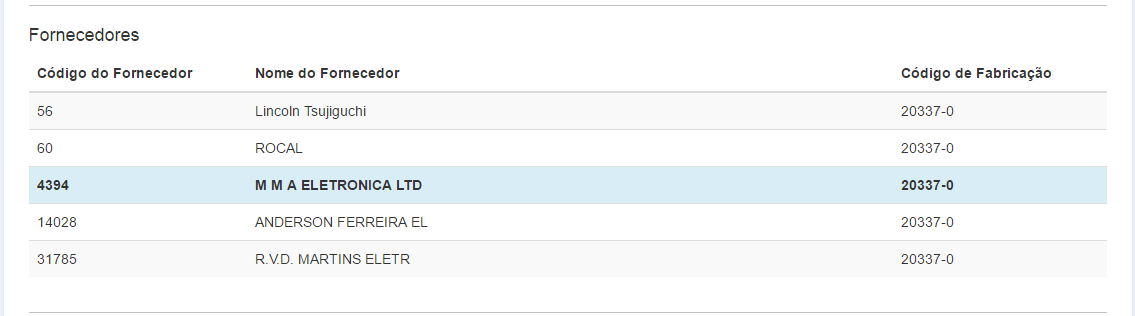 Fornecedores
Código do Fornecedor Nome do Fornecedor Código de Fabricação
56 Lincoln Tsujiguchi 20337-0
60 ROCAL 20337-0
4394 M M A ELETRONICA LTD 20337-0
14028 ANDERSON FERREIRA EL 20337-0
31785 R.V.D. MARTINS ELETR 20337-0